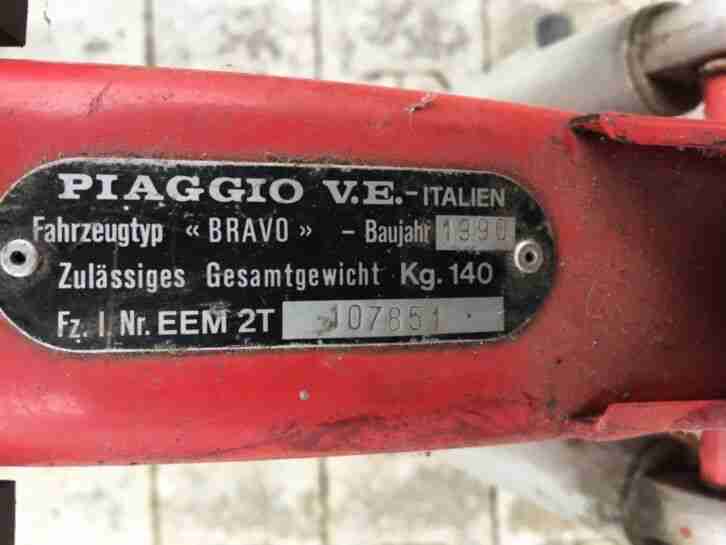 PIAGGIO V.E.-ITALIEN
Fahrzeugtyp « BRAVO » - Baujahr 1990
Zulässiges Gesamtgewicht Kg. 140
Fz. I. Nr. EEM 2T 107851